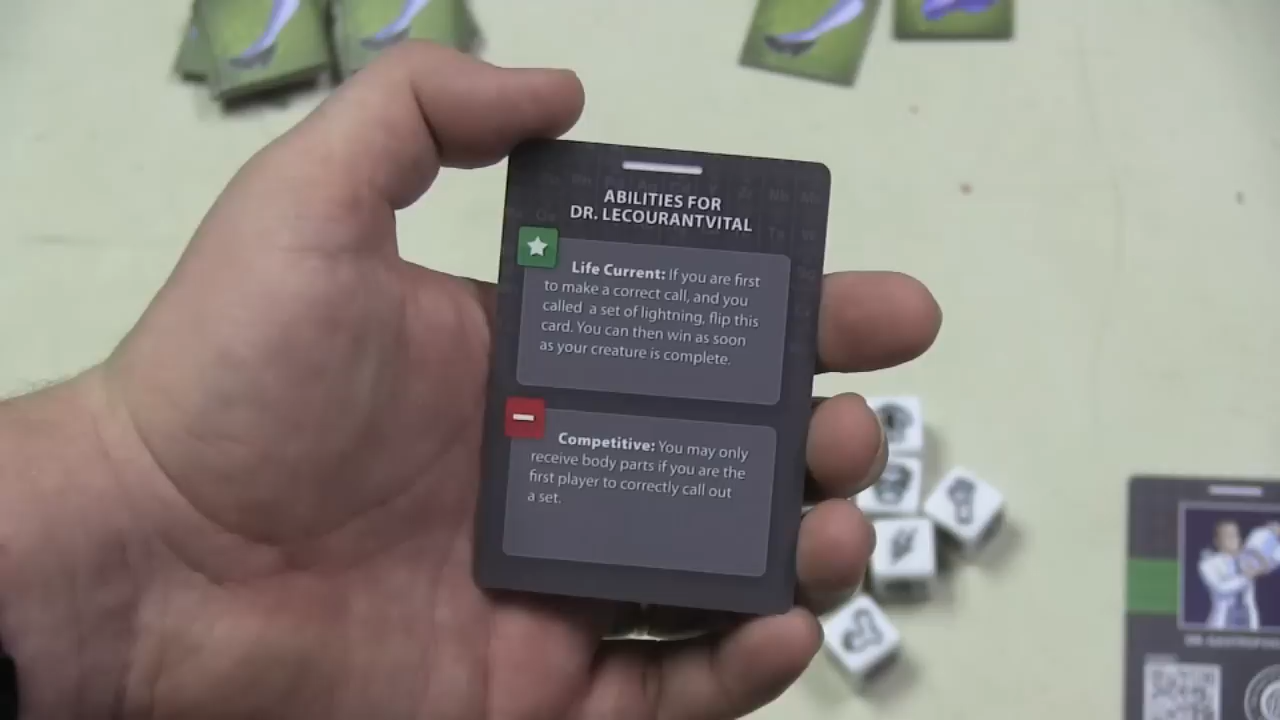 ABILITIES FOR
DR. LECOURANTVITAL
Life Current: If you are first
to make a correct call, and you
called a set of lightning, flip this
card. You can then win as soon
as your creature is complete.
Competitive: You may only
receive body parts if you are the
first player to correctly call out
a set.